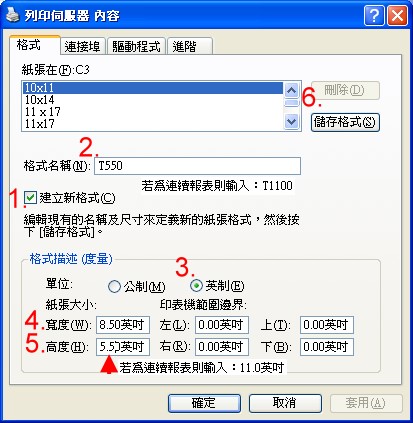 列印伺服器 內容
格式 連接埠 驅動程式 進階
紙張在(F):C3
10x11
10x14
11 x 17
11x17
6.
刪除(D)
儲存格式(S)
2.
格式名稱(N): T550
若為連續報表則輸入：T1100
1. 建立新格式(C)
編輯現有的名稱及尺寸來定義新的紙張格式，然後按
下 [儲存格式]。
格式描述 (度量)
3.
單位: 公制(M) 英制(E)
紙張大小: 印表機範圍邊界:
4. 寬度(W): 8.50英吋 左(L): 0.00英吋 上(T): 0.00英吋
5. 高度(H): 5.50英吋 右(R): 0.00英吋 下(B): 0.00英吋
若為連續報表則輸入：11.0英吋
確定 取消 套用(A)